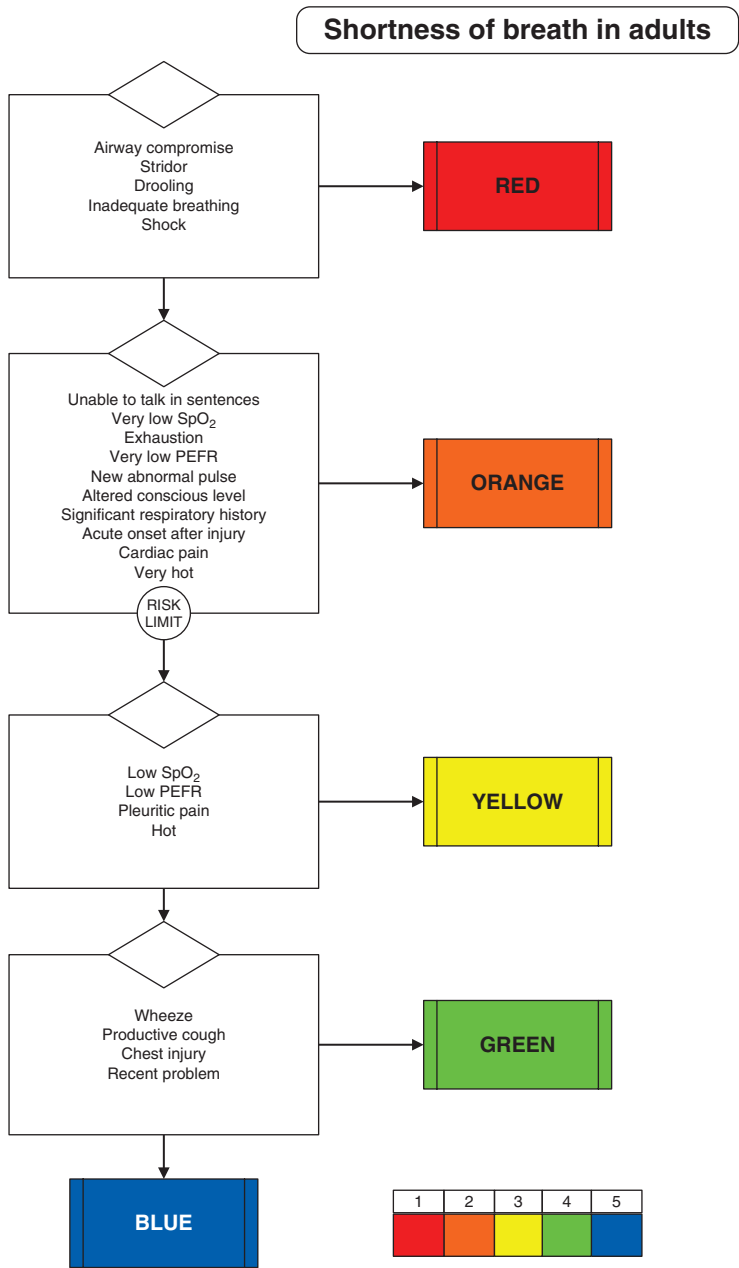 Shortness of breath in adults
Airway compromise
Stridor
Drooling
Inadequate breathing
Shock
RED
Unable to talk in sentences
Very low SpO₂
Exhaustion
Very low PEFR
New abnormal pulse
Altered conscious level
Significant respiratory history
Acute onset after injury
Cardiac pain
Very hot
ORANGE
RISK
LIMIT
Low SpO₂
Low PEFR
Pleuritic pain
Hot
YELLOW
Wheeze
Productive cough
Chest injury
Recent problem
GREEN
BLUE
1 2 3 4 5